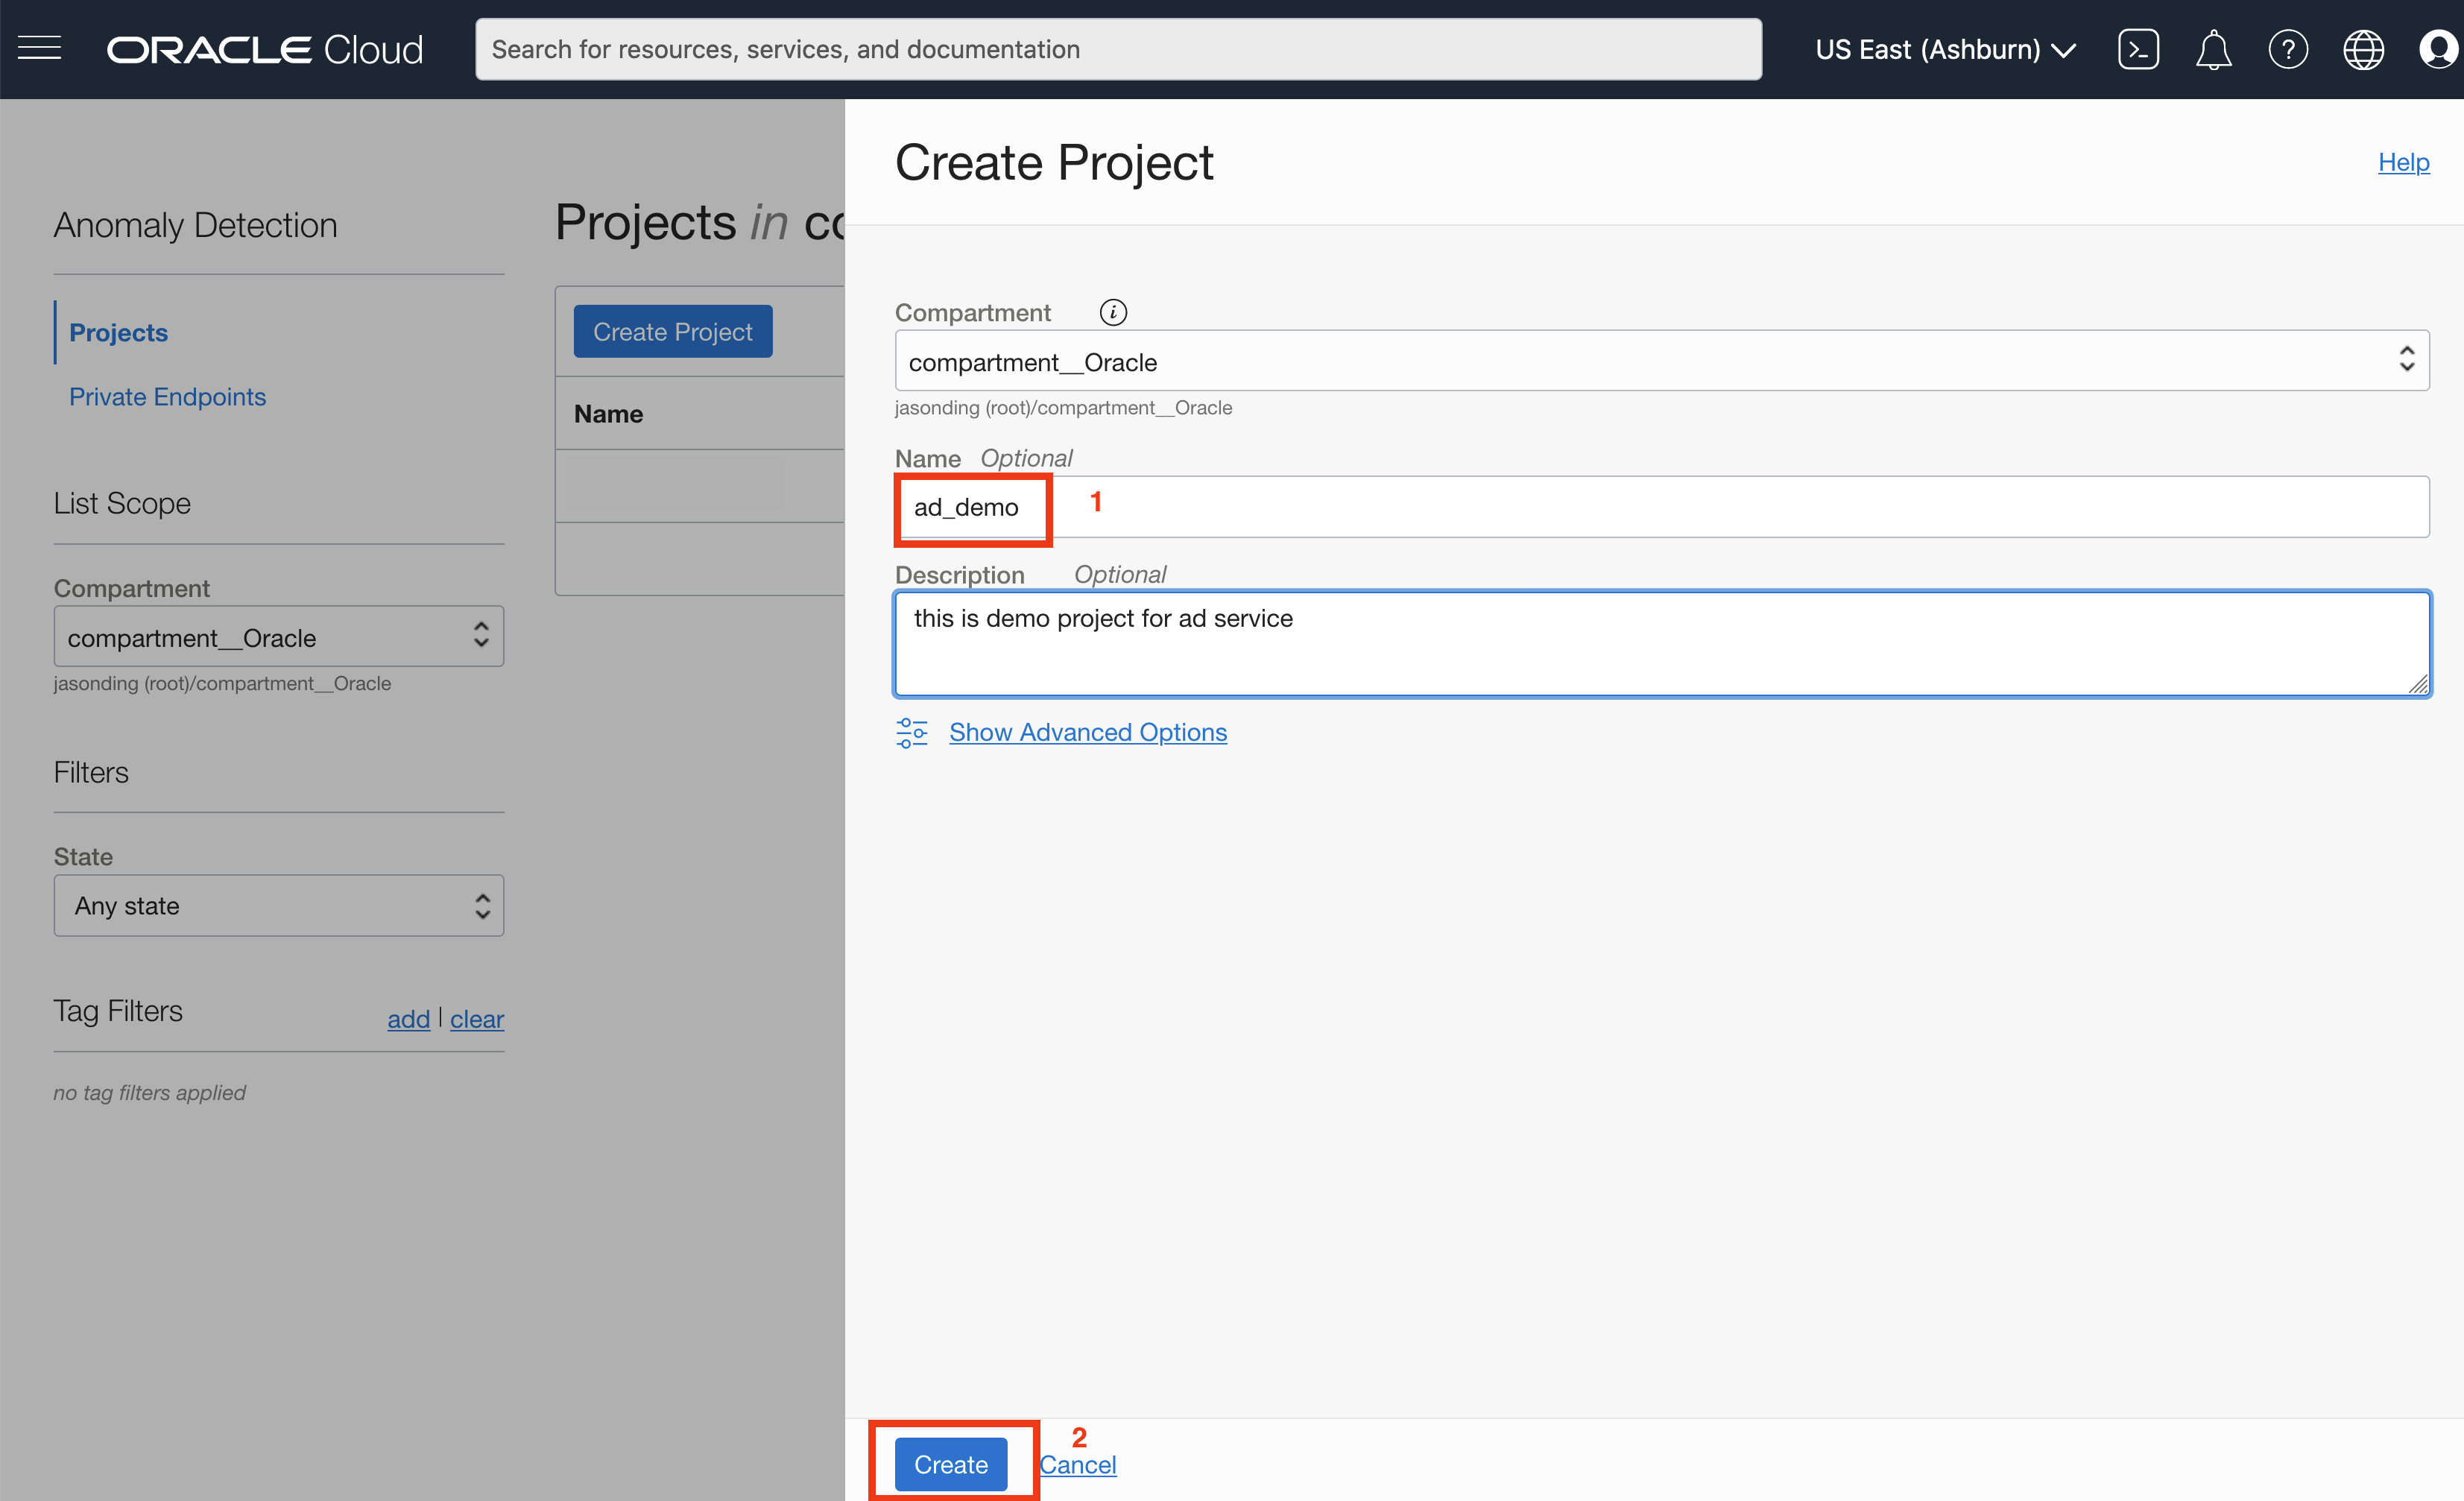 ORACLE Cloud
Search for resources, services, and documentation
US East (Ashburn)
Anomaly Detection
Projects
Private Endpoints
List Scope
Compartment
compartment__Oracle
jasonding (root)/compartment__Oracle
Filters
State
Any state
Tag Filters
add | clear
no tag filters applied
Projects in co
Create Project
Name
Create Project
Help
Compartment
compartment__Oracle
jasonding (root)/compartment__Oracle
Name Optional
ad_demo 1
Description Optional
this is demo project for ad service
Show Advanced Options
2
Create Cancel